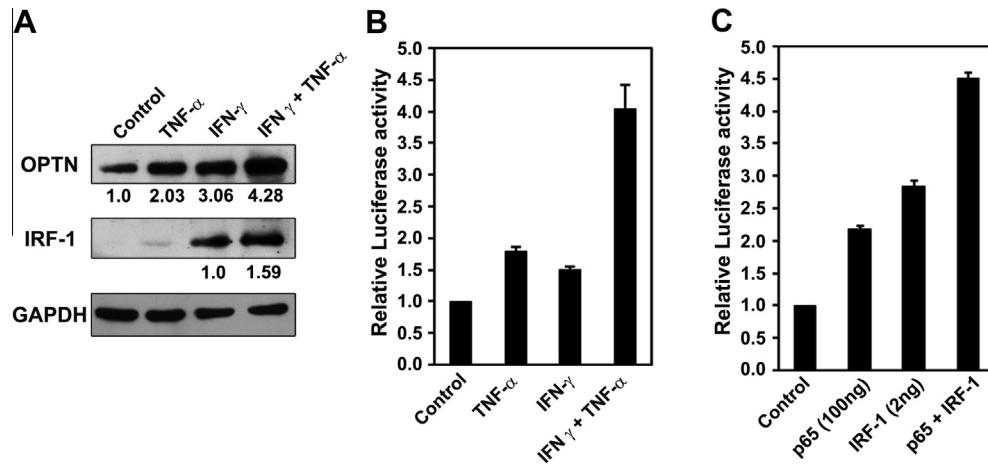 A
Control
TNF-α
IFN-γ
IFN γ + TNF-α
OPTN
1.0 2.03 3.06 4.28
IRF-1
1.0 1.59
GAPDH
B
Relative Luciferase activity
5.0
4.5
4.0
3.5
3.0
2.5
2.0
1.5
1.0
0.5
0.0
Control
TNF-α
IFN-γ
IFN γ + TNF-α
C
Relative Luciferase activity
5.0
4.5
4.0
3.5
3.0
2.5
2.0
1.5
1.0
0.5
0.0
Control
p65 (100ng)
IRF-1 (2ng)
p65 + IRF-1